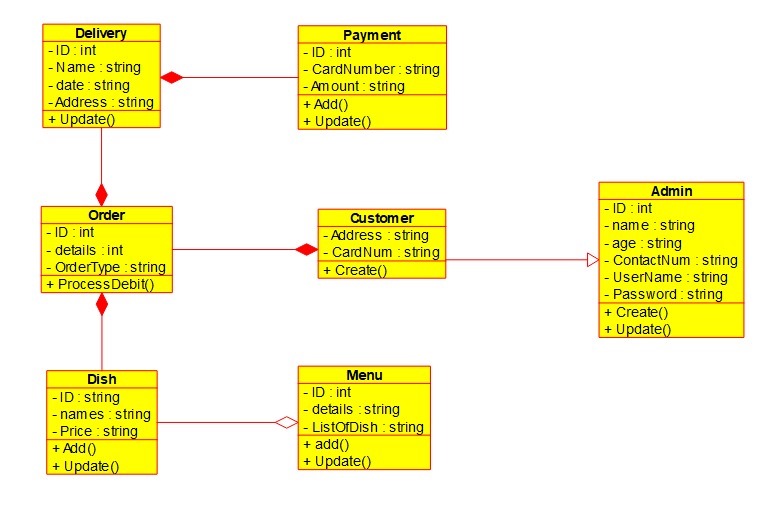 Delivery
- ID : int
- Name : string
- date : string
- Address : string
+ Update()
Payment
- ID : int
- CardNumber : string
- Amount : string
+ Add()
+ Update()
Order
- ID : int
- details : int
- OrderType : string
+ ProcessDebit()
Customer
- Address : string
- CardNum : string
+ Create()
Admin
- ID : int
- name : string
- age : string
- ContactNum : string
- UserName : string
- Password : string
+ Create()
+ Update()
Dish
- ID : string
- names : string
- Price : string
+ Add()
+ Update()
Menu
- ID : int
- details : string
- ListOfDish : string
+ add()
+ Update()